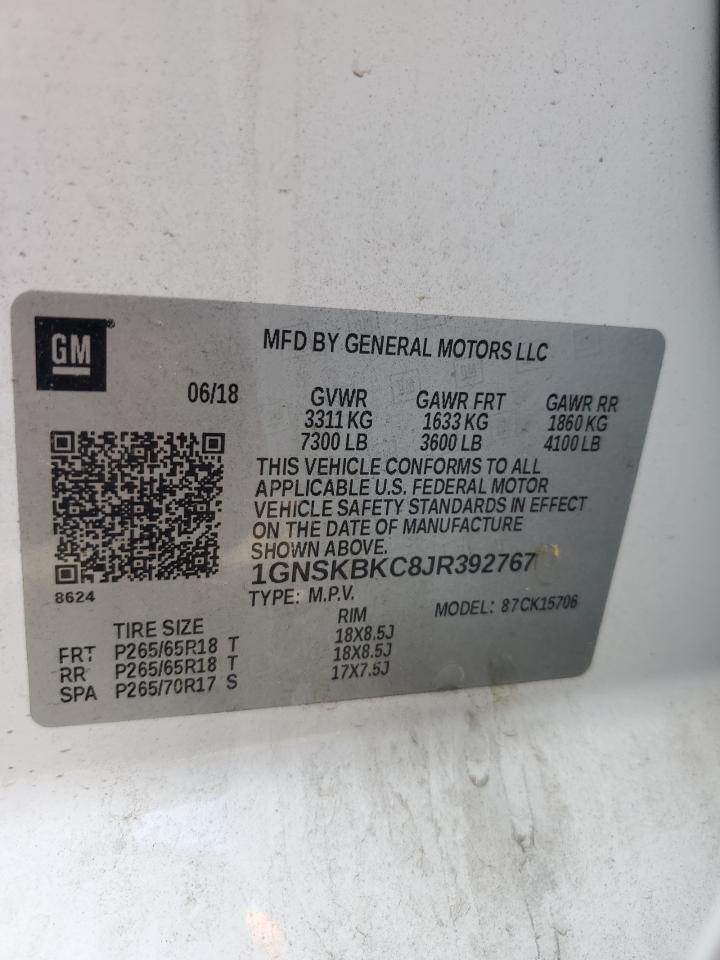 GM
MFD BY GENERAL MOTORS LLC
06/18 GVWR GAWR FRT GAWR RR
3311 KG 1633 KG 1860 KG
7300 LB 3600 LB 4100 LB
THIS VEHICLE CONFORMS TO ALL
APPLICABLE U.S. FEDERAL MOTOR
VEHICLE SAFETY STANDARDS IN EFFECT
ON THE DATE OF MANUFACTURE
SHOWN ABOVE.
1GNSKBKC8JR392767
8624
TYPE: M.P.V. MODEL: 87CK15706
TIRE SIZE RIM
FRT P265/65R18 T 18X8.5J
RR P265/65R18 T 18X8.5J
SPA P265/70R17 S 17X7.5J